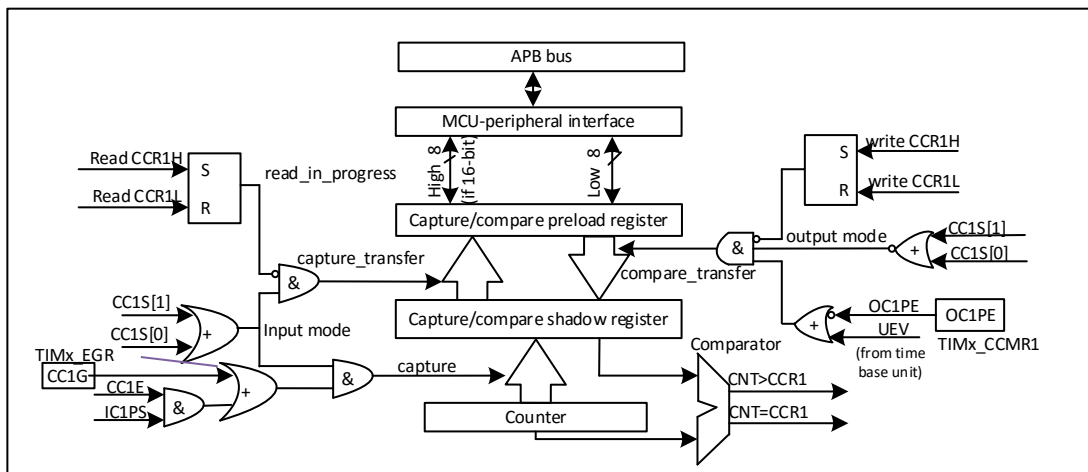 APB bus
MCU-peripheral interface
High 8
(if 16-bit)
Low 8
Read CCR1H
Read CCR1L
S
R
read_in_progress
Capture/compare preload register
S
R
write CCR1H
write CCR1L
&
capture_transfer
&
compare_transfer
output mode
+
CC1S[1]
CC1S[0]
CC1S[1]
CC1S[0]
+
Input mode
Capture/compare shadow register
+
OC1PE
UEV
(from time
base unit)
OC1PE
TIMx_CCMR1
TIMx_EGR
CC1G
CC1E
IC1PS
&
+
&
capture
Counter
Comparator
CNT>CCR1
CNT=CCR1